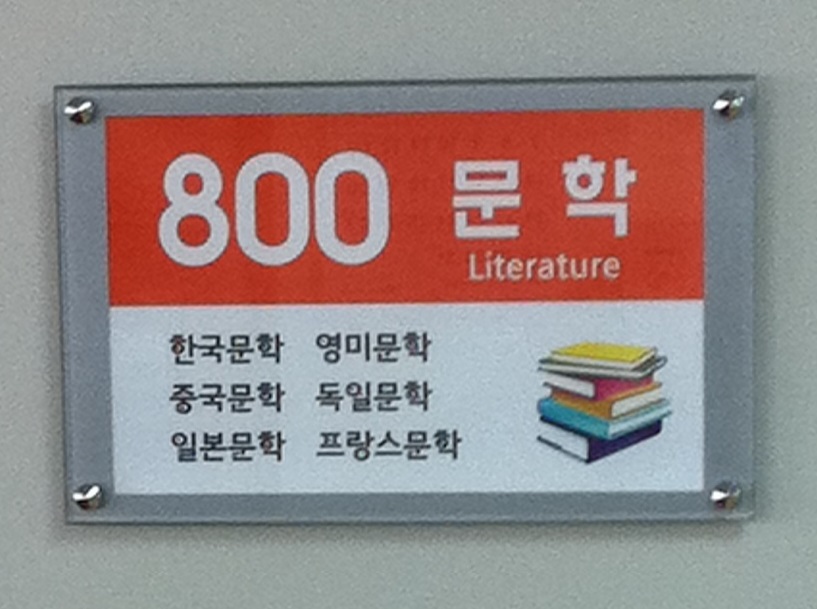 800 문학
Literature
한국문학 영미문학
중국문학 독일문학
일본문학 프랑스문학